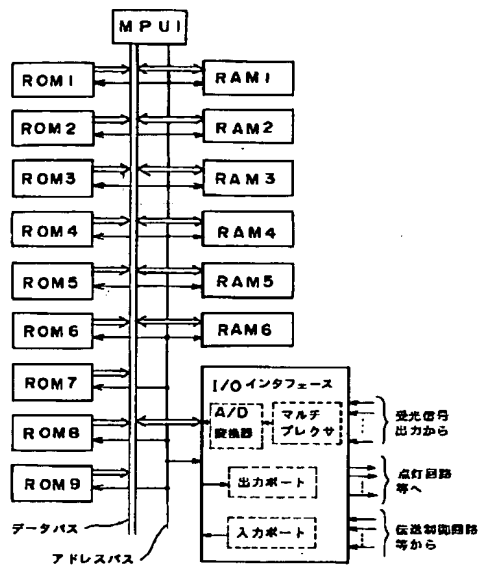 MPU1
ROM1
RAM1
ROM2
RAM2
ROM3
RAM3
ROM4
RAM4
ROM5
RAM5
ROM6
RAM6
ROM7
ROM8
ROM9
I/Oインタフェース
A/D
変換器
マルチ
プレクサ
受光信号
出力から
出力ポート
点灯回路
等へ
入力ポート
伝送制御回路
等から
データバス
アドレスバス